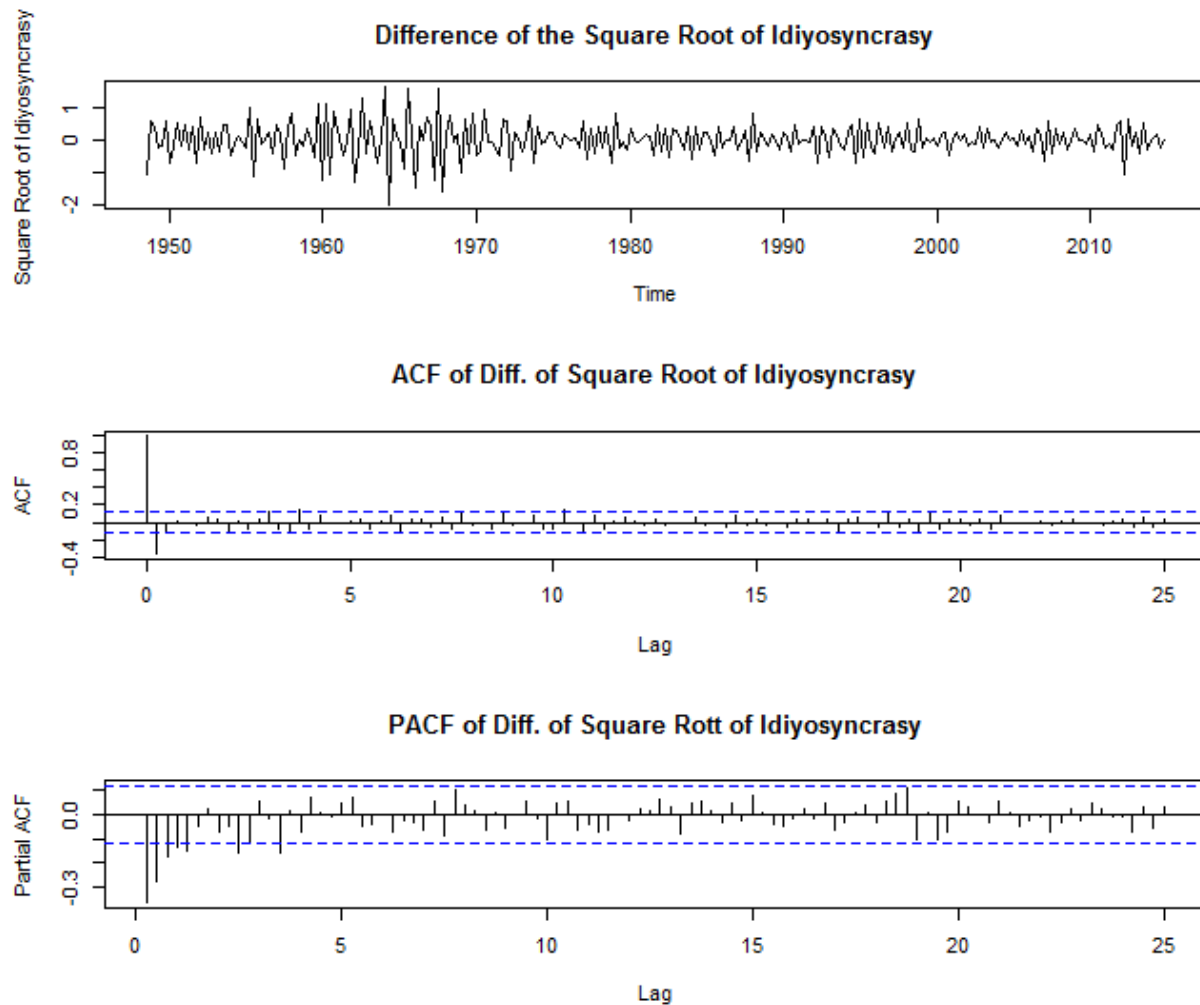 Difference of the Square Root of Idiyosyncrasy
Square Root of Idiyosyncrasy
1
0
-2
1950 1960 1970 1980 1990 2000 2010
Time
ACF of Diff. of Square Root of Idiyosyncrasy
ACF
0.8
0.2
-0.4
0 5 10 15 20 25
Lag
PACF of Diff. of Square Rott of Idiyosyncrasy
Partial ACF
0.0
-0.3
0 5 10 15 20 25
Lag